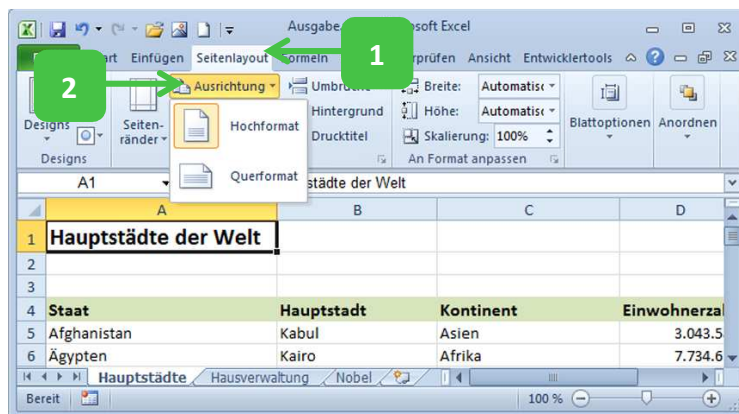 Ausgabe. osoft Excel
1
art Einfügen Seitenlayout Formeln rprüfen Ansicht Entwicklertools
2
Ausrichtung Umbrüche Breite: Automatisc
Designs Seiten-ränder Hochformat Hintergrund Höhe: Automatisc Blattoptionen Anordnen
Drucktitel Skalierung: 100%
Designs An Format anpassen
Querformat
A1 städte der Welt
A B C D
1 Hauptstädte der Welt
2
3
4 Staat Hauptstadt Kontinent Einwohnerzal
5 Afghanistan Kabul Asien 3.043.5
6 Ägypten Kairo Afrika 7.734.6
Hauptstädte Hausverwaltung Nobel
Bereit 100 %